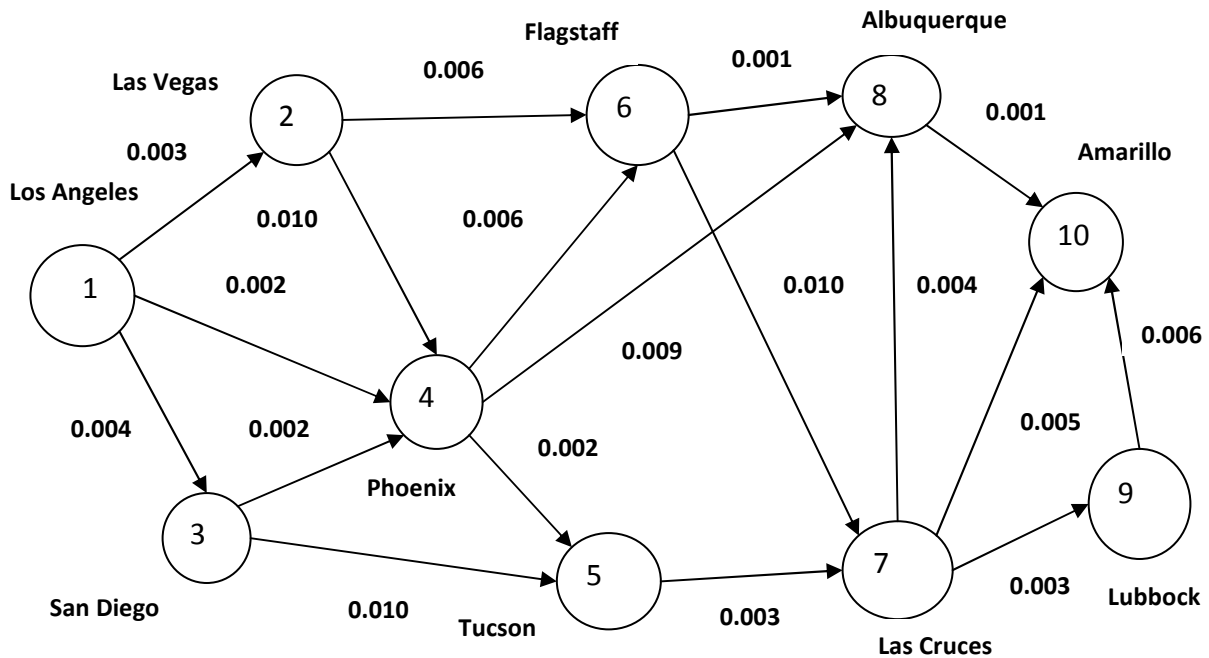 Albuquerque
Flagstaff
0.006
0.001
Las Vegas
2
6
8
0.001
0.003
Amarillo
Los Angeles
0.010
0.006
10
1
0.002
0.010
0.004
0.009
0.006
4
0.004
0.002
0.002
0.005
Phoenix
9
3
5
7
San Diego
0.010
Tucson
0.003
0.003
Lubbock
Las Cruces